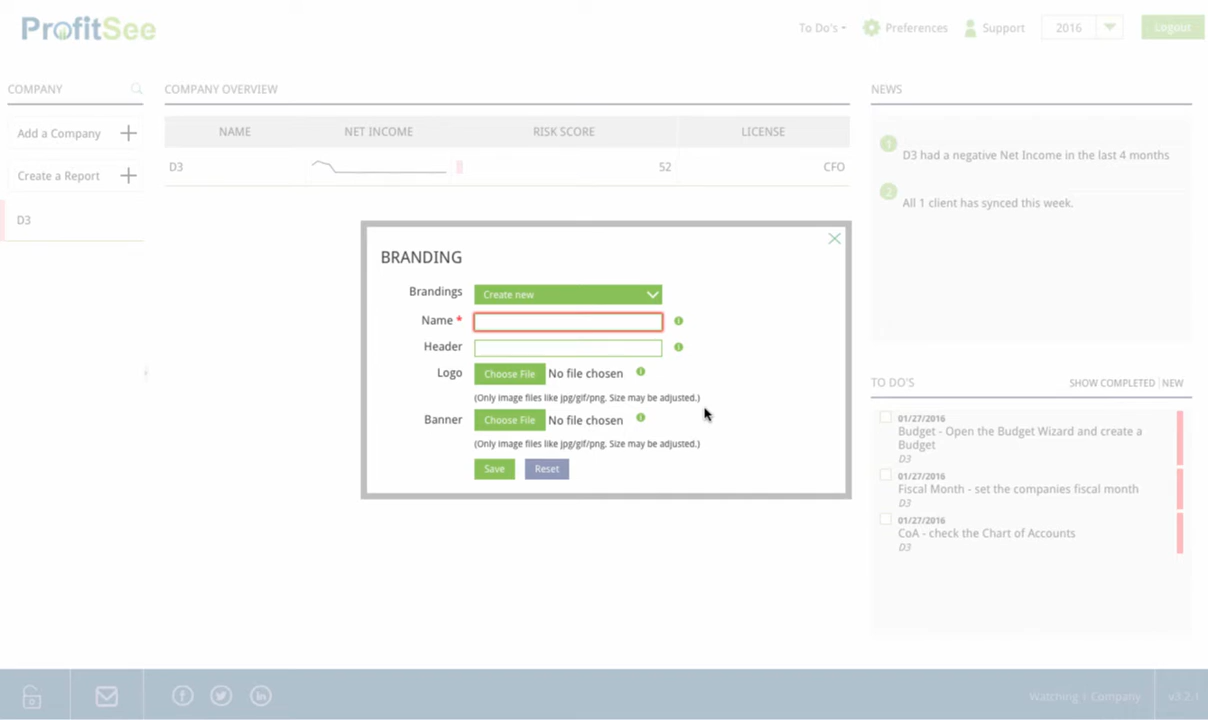 ProfitSee
To Do's
Preferences
Support
2016
Logout
COMPANY
Add a Company
Create a Report
D3
COMPANY OVERVIEW
NAME NET INCOME RISK SCORE LICENSE
D3 52 CFO
NEWS
1 D3 had a negative Net Income in the last 4 months
2 All 1 client has synced this week.
BRANDING
Brandings Create new
Name *
Header
Logo Choose File No file chosen
(Only image files like jpg/gif/png. Size may be adjusted.)
Banner Choose File No file chosen
(Only image files like jpg/gif/png. Size may be adjusted.)
Save Reset
TO DO'S SHOW COMPLETED | NEW
01/27/2016
Budget - Open the Budget Wizard and create a
Budget
D3
01/27/2016
Fiscal Month - set the companies fiscal month
D3
01/27/2016
CoA - check the Chart of Accounts
D3
Watching 1 Company
v3.2.1